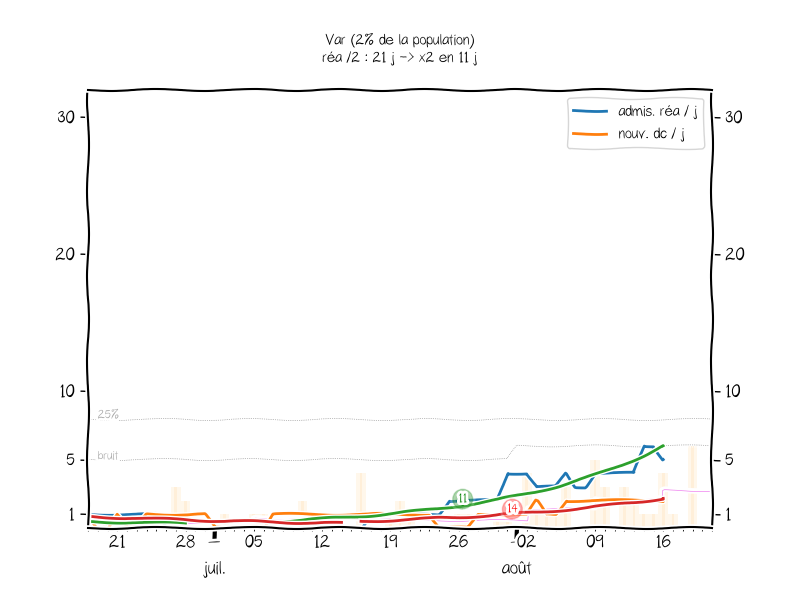 Var (2% de la population)
réa /2 : 21 j -> x2 en 11 j
admis. réa / j
nouv. dc / j
30
30
20
20
10
10
25%
bruit
5
5
11
14
1
1
21 28 05 12 19 26 02 09 16
juil. août